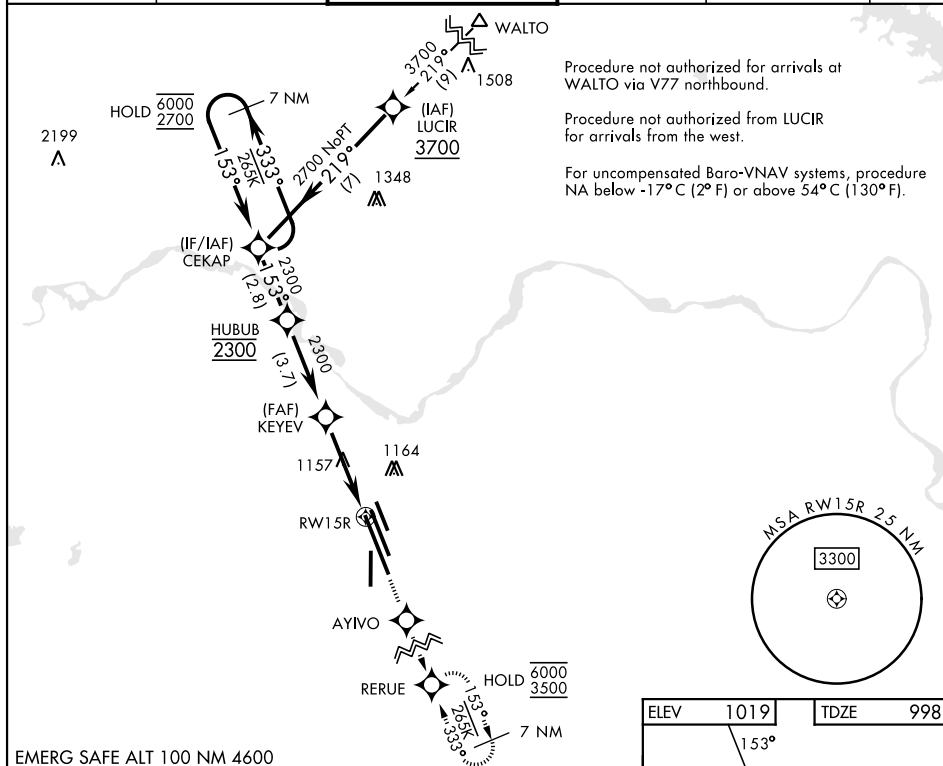 WALTO
3700
219°
(9)
1508
(IAF)
LUCIR
3700
Procedure not authorized for arrivals at
WALTO via V77 northbound.
Procedure not authorized from LUCIR
for arrivals from the west.
For uncompensated Baro-VNAV systems, procedure
NA below -17°C (2°F) or above 54°C (130°F).
HOLD 6000
2700
7 NM
2199
153°
265K
333°
2700 NoPT
219°
(7)
1348
(IF/IAF)
CEKAP
2300
153°
(2.8)
HUBUB
2300
2300
(3.7)
(FAF)
KEYEV
1157
1164
RW15R
MSA RW15R 25 NM
3300
AYIVO
RERUE
HOLD 6000
3500
153°
265K
333°
7 NM
ELEV 1019
TDZE 998
153°
EMERG SAFE ALT 100 NM 4600